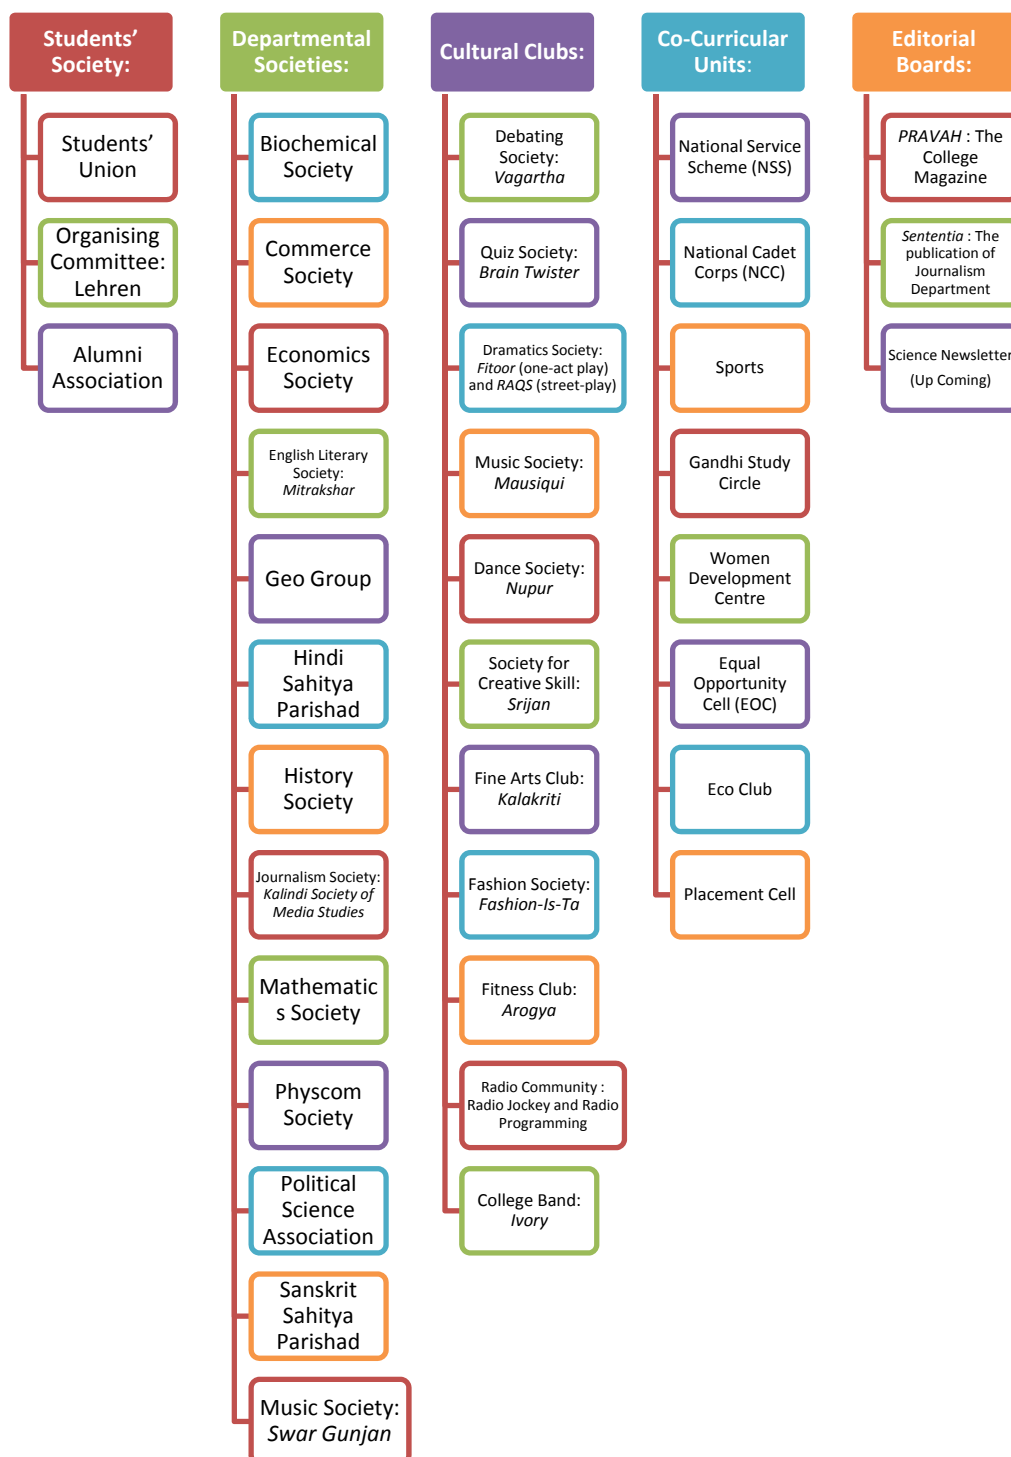 Students’
Society:
Students’
Union
Organising
Committee:
Lehren
Alumni
Association
Departmental
Societies:
Biochemical
Society
Commerce
Society
Economics
Society
English Literary
Society:
Mitrakshar
Geo Group
Hindi
Sahitya
Parishad
History
Society
Journalism Society:
Kalindi Society of
Media Studies
Mathematic
s Society
Physcom
Society
Political
Science
Association
Sanskrit
Sahitya
Parishad
Music Society:
Swar Gunjan
Cultural Clubs:
Debating
Society:
Vagartha
Quiz Society:
Brain Twister
Dramatics Society:
Fitoor (one-act play)
and RAQS (street-play)
Music Society:
Mausiqui
Dance Society:
Nupur
Society for
Creative Skill:
Srijan
Fine Arts Club:
Kalakriti
Fashion Society:
Fashion-Is-Ta
Fitness Club:
Arogya
Radio Community :
Radio Jockey and Radio
Programming
College Band:
Ivory
Co-Curricular
Units:
National Service
Scheme (NSS)
National Cadet
Corps (NCC)
Sports
Gandhi Study
Circle
Women
Development
Centre
Equal
Opportunity
Cell (EOC)
Eco Club
Placement Cell
Editorial
Boards:
PRAVAH : The
College
Magazine
Sententia : The
publication of
Journalism
Department
Science Newsletter
(Up Coming)